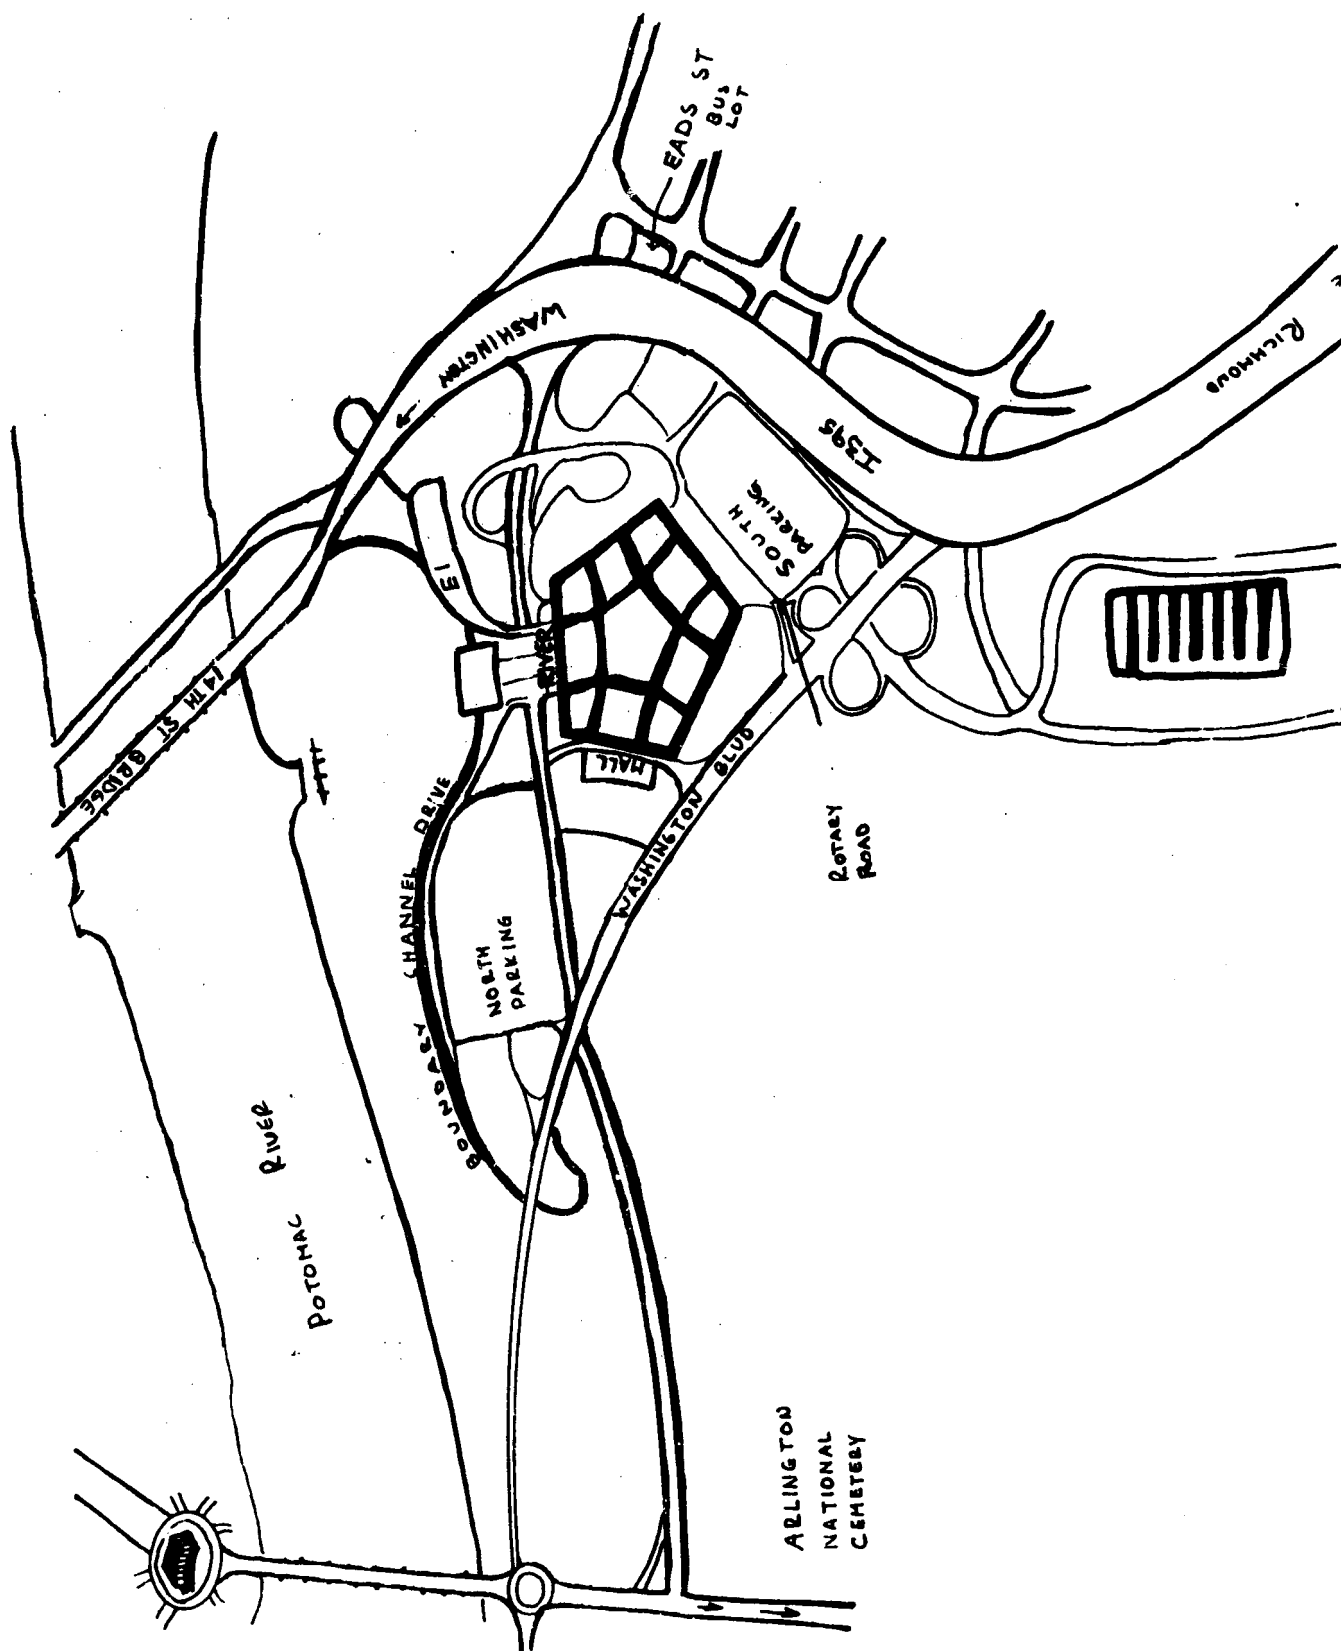 EADS ST
BUS
LOT
WASHINGTON
RICHMOND
I395
SOUTH
PARKING
E1
RIVER
14TH ST BRIDGE
MALL
WASHINGTON BLVD
ROTARY
ROAD
BOUNDARY CHANNEL DRIVE
NORTH
PARKING
POTOMAC RIVER
ARLINGTON
NATIONAL
CEMETERY